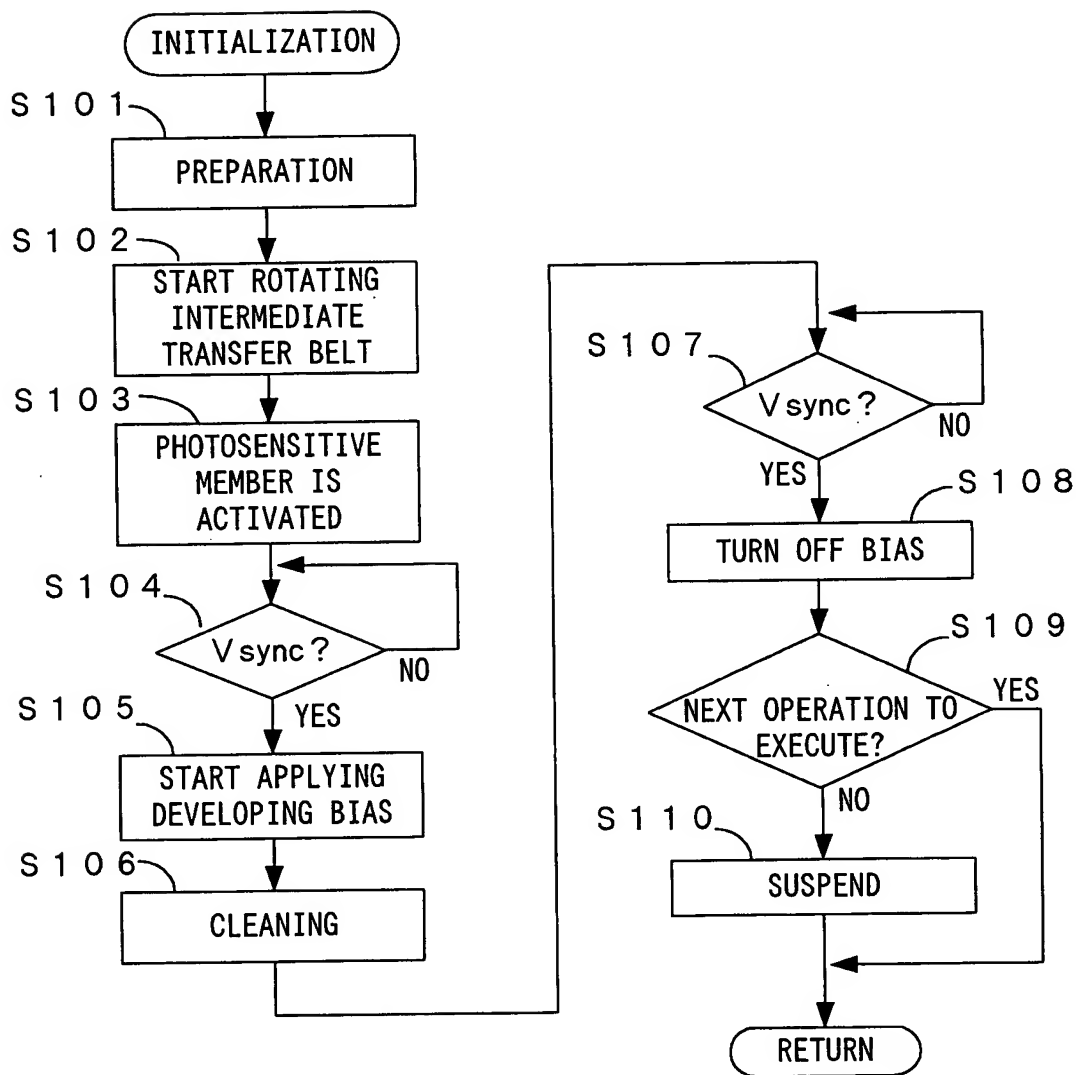 INITIALIZATION
S101
PREPARATION
S102
START ROTATING
INTERMEDIATE
TRANSFER BELT
S103
PHOTOSENSITIVE
MEMBER IS
ACTIVATED
S104
Vsync?
NO
YES
S105
START APPLYING
DEVELOPING BIAS
S106
CLEANING
S107
Vsync?
NO
YES
S108
TURN OFF BIAS
S109
NEXT OPERATION TO
EXECUTE?
YES
NO
S110
SUSPEND
RETURN